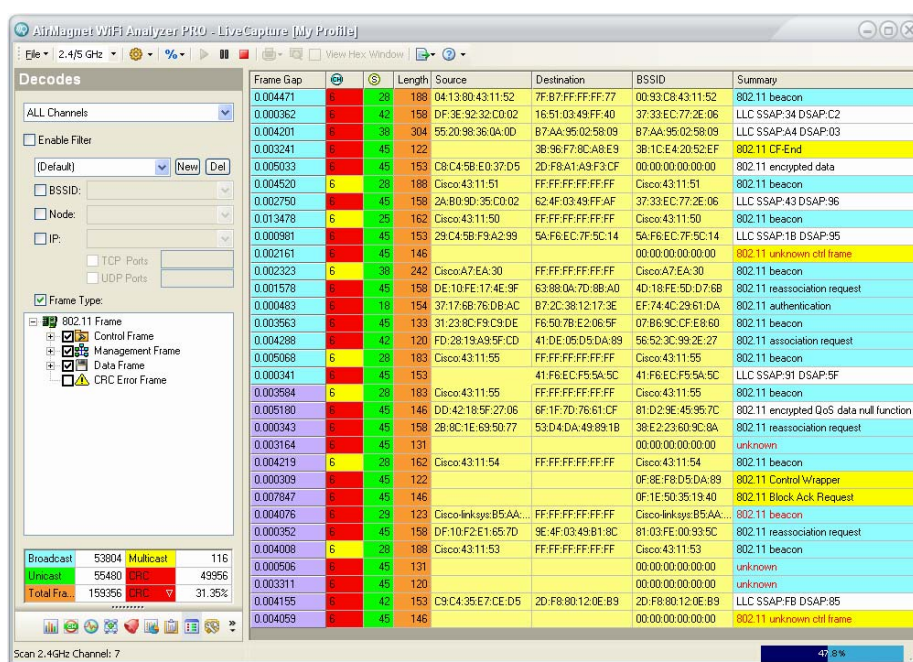 AirMagnet WiFi Analyzer PRO - LiveCapture [My Profile]
File 2.4/5 GHz % View Hex Window
Decodes
ALL Channels
Enable Filter
(Default) New Del
BSSID:
Node:
IP:
TCP Ports
UDP Ports
Frame Type:
802.11 Frame
Control Frame
Management Frame
Data Frame
CRC Error Frame
Broadcast 53804 Multicast 116
Unicast 55480 CRC 49956
Total Fra... 159356 CRC 31.35%
Scan 2.4GHz Channel: 7
Frame Gap CH S Length Source Destination BSSID Summary
0.004471 6 28 188 04:13:80:43:11:52 7F:B7:FF:FF:FF:77 00:93:C8:43:11:52 802.11 beacon
0.000362 6 42 158 DF:3E:92:32:C0:02 16:51:03:49:FF:40 37:33:EC:77:2E:06 LLC SSAP:34 DSAP:C2
0.004201 6 38 304 55:20:98:36:0A:0D B7:AA:95:02:58:09 B7:AA:95:02:58:09 LLC SSAP:A4 DSAP:03
0.003241 6 45 122 3B:96:F7:8C:A8:E9 3B:1C:E4:20:52:EF 802.11 CF-End
0.005033 6 45 153 C8:C4:5B:E0:37:D5 2D:F8:A1:A9:F3:CF 00:00:00:00:00:00 802.11 encrypted data
0.004520 6 28 188 Cisco:43:11:51 FF:FF:FF:FF:FF:FF Cisco:43:11:51 802.11 beacon
0.002750 6 45 158 2A:B0:9D:35:C0:02 62:4F:03:49:FF:AF 37:33:EC:77:2E:06 LLC SSAP:43 DSAP:96
0.013478 6 25 162 Cisco:43:11:50 FF:FF:FF:FF:FF:FF Cisco:43:11:50 802.11 beacon
0.000981 6 45 153 29:C4:5B:F9:A2:99 5A:F6:EC:7F:5C:14 5A:F6:EC:7F:5C:14 LLC SSAP:1B DSAP:95
0.002161 6 45 146 00:00:00:00:00:00 802.11 unknown ctrl frame
0.002323 6 38 242 Cisco:A7:EA:30 FF:FF:FF:FF:FF:FF Cisco:A7:EA:30 802.11 beacon
0.001578 6 45 158 DE:10:FE:17:4E:9F 63:88:0A:7D:8B:A0 4D:18:FE:5D:D7:6B 802.11 reassociation request
0.000483 6 18 154 37:17:6B:76:DB:AC B7:2C:38:12:17:3E EF:74:4C:29:61:DA 802.11 authentication
0.003563 6 45 133 31:23:8C:F9:C9:DE F6:50:7B:E2:06:5F 07:B6:9C:CF:E8:60 802.11 beacon
0.004288 6 42 120 FD:28:19:A9:5F:CD 41:DE:05:D5:DA:89 56:52:3C:99:2E:27 802.11 association request
0.005068 6 28 183 Cisco:43:11:55 FF:FF:FF:FF:FF:FF Cisco:43:11:55 802.11 beacon
0.000341 6 45 153 41:F6:EC:F5:5A:5C 41:F6:EC:F5:5A:5C LLC SSAP:91 DSAP:5F
0.003584 6 28 183 Cisco:43:11:55 FF:FF:FF:FF:FF:FF Cisco:43:11:55 802.11 beacon
0.005180 6 45 146 DD:42:18:5F:27:06 6F:1F:7D:76:61:CF 81:D2:9E:45:95:7C 802.11 encrypted QoS data null function
0.000343 6 45 158 2B:8C:1E:69:50:77 53:D4:DA:49:89:1B 38:E2:23:60:9C:8A 802.11 reassociation request
0.003164 6 45 131 00:00:00:00:00:00 unknown
0.004219 6 28 162 Cisco:43:11:54 FF:FF:FF:FF:FF:FF Cisco:43:11:54 802.11 beacon
0.000309 6 45 122 0F:8E:F8:D5:DA:89 802.11 Control Wrapper
0.007847 6 45 146 0F:1E:50:35:19:40 802.11 Block Ack Request
0.004076 6 29 123 Cisco-linksys:B5:AA:... FF:FF:FF:FF:FF:FF Cisco-linksys:B5:AA:... 802.11 beacon
0.000352 6 45 158 DF:10:F2:E1:65:7D 9E:4F:03:49:B1:8C 81:03:FE:00:93:5C 802.11 reassociation request
0.004008 6 28 188 Cisco:43:11:53 FF:FF:FF:FF:FF:FF Cisco:43:11:53 802.11 beacon
0.000506 6 45 131 00:00:00:00:00:00 unknown
0.003311 6 45 120 00:00:00:00:00:00 unknown
0.004155 6 42 153 C9:C4:35:E7:CE:D5 2D:F8:80:12:0E:B9 2D:F8:80:12:0E:B9 LLC SSAP:FB DSAP:85
0.004059 6 45 146 00:00:00:00:00:00 802.11 unknown ctrl frame
47.8%